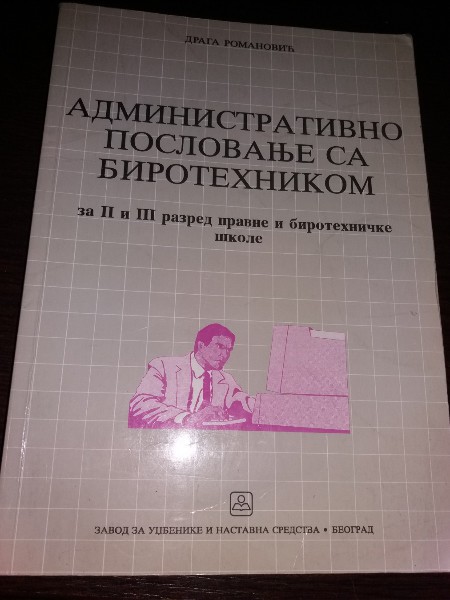 ДРАГА РОМАНОВИЋ
АДМИНИСТРАТИВНО
ПОСЛОВАЊЕ СА
БИРОТЕХНИКОМ
за II и III разред правне и биротехничке
школе
ЗАВОД ЗА УЏБЕНИКЕ И НАСТАВНА СРЕДСТВА • БЕОГРАД